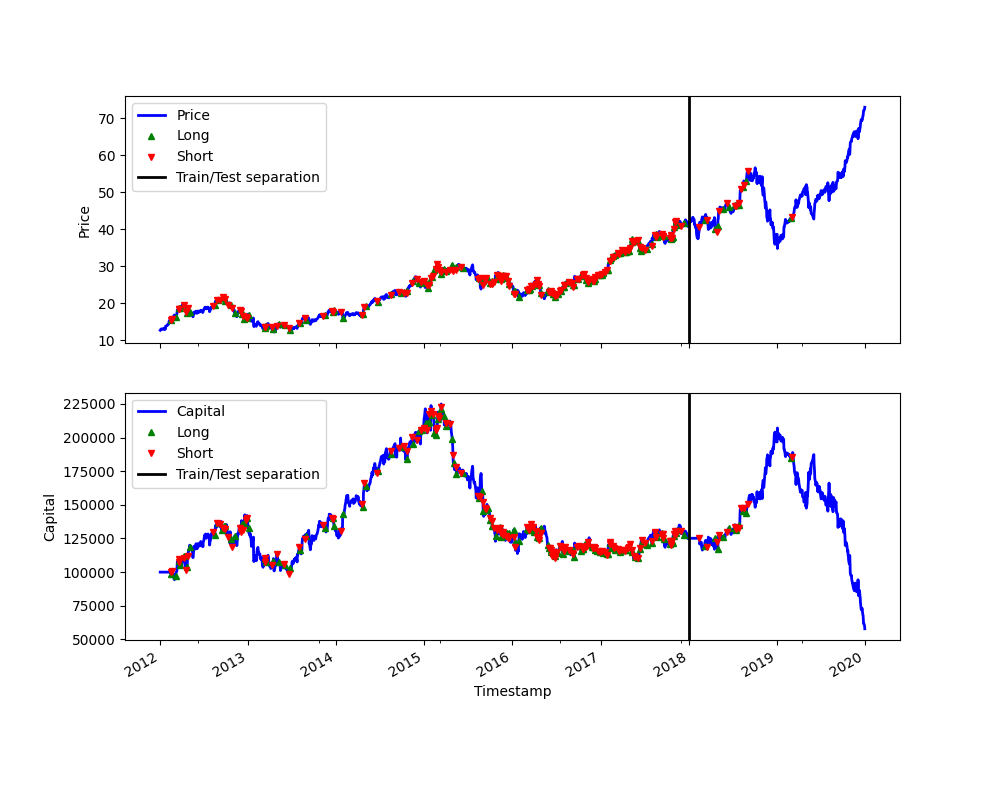 Price
70
60
50
40
30
20
10
Price
Long
Short
Train/Test separation
Capital
225000
200000
175000
150000
125000
100000
75000
50000
Capital
Long
Short
Train/Test separation
2012 2013 2014 2015 2016 2017 2018 2019 2020
Timestamp